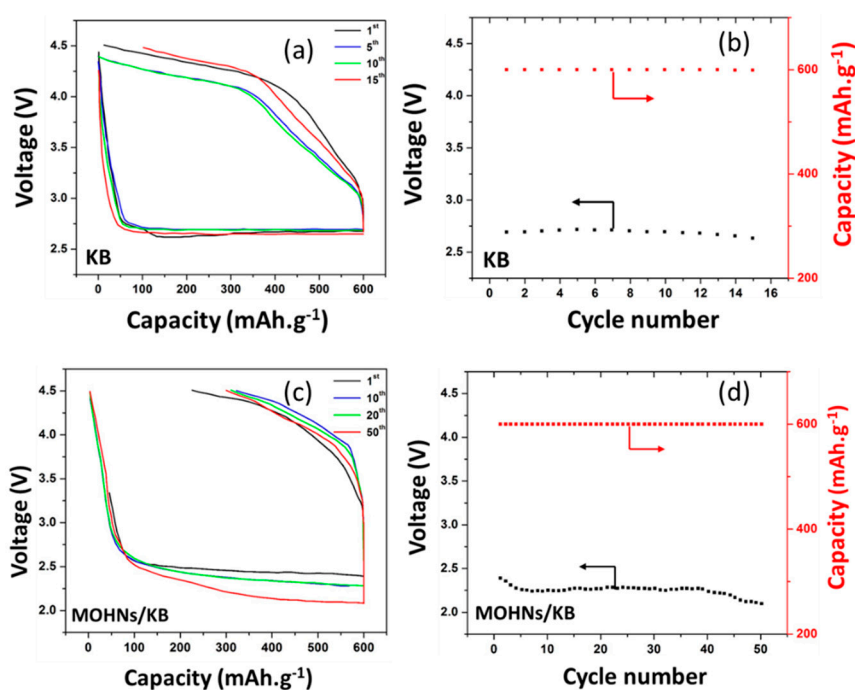 (a)
1st
5th
10th
15th
4.5
4.0
3.5
3.0
2.5
Voltage (V)
KB
0 100 200 300 400 500 600
Capacity (mAh.g-1)
(b)
4.5
4.0
3.5
3.0
2.5
Voltage (V)
800
600
400
200
Capacity (mAh.g-1)
KB
0 2 4 6 8 10 12 14 16
Cycle number
(c)
1st
10th
20th
50th
4.5
4.0
3.5
3.0
2.5
2.0
Voltage (V)
MOHNs/KB
0 100 200 300 400 500 600
Capacity (mAh.g-1)
(d)
4.5
4.0
3.5
3.0
2.5
2.0
Voltage (V)
800
600
400
200
Capacity (mAh.g-1)
MOHNs/KB
0 10 20 30 40 50
Cycle number